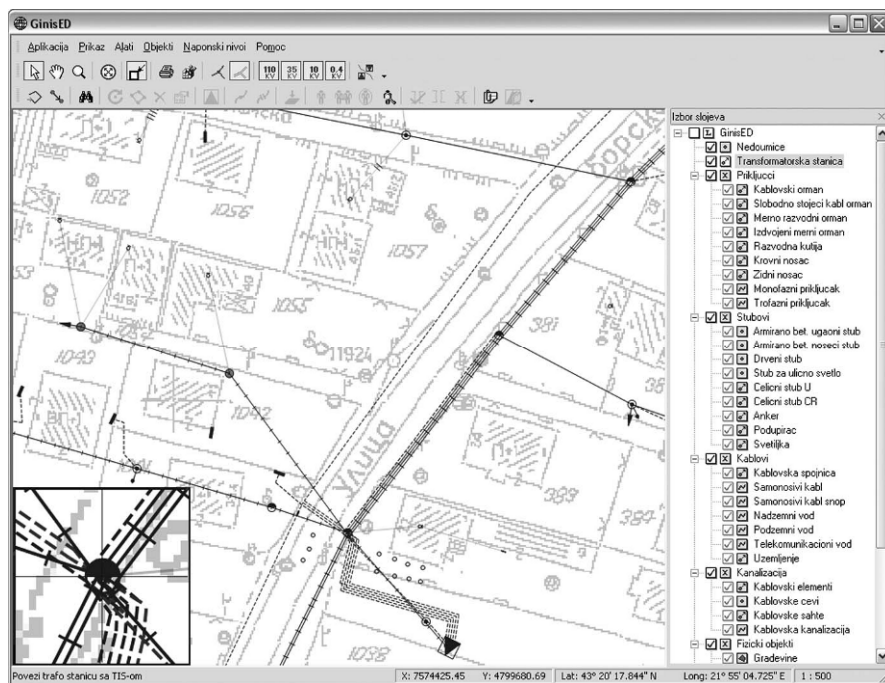 GinisED
Aplikacija Prikaz Alati Objekti Naponski nivoi Pomoc
110 KV 35 KV 10 KV 0.4 KV
Izbor slojeva
GinisED
Nedoumice
Transformatorska stanica
Prikljucci
Kablovski orman
Slobodno stojeci kabl orman
Merno razvodni orman
Izdvojeni merni orman
Razvodna kutija
Krovni nosac
Zidni nosac
Monofazni prikljucak
Trofazni prikljucak
Stubovi
Armirano bet. ugaoni stub
Armirano bet. noseci stub
Drveni stub
Stub za ulicno svetlo
Celicni stub U
Celicni stub CR
Anker
Podupirac
Svetiljka
Kablovi
Kablovska spojnica
Samonosivi kabl
Samonosivi kabl snop
Nadzemni vod
Podzemni vod
Telekomunikacioni vod
Uzemljenje
Kanalizacija
Kablovski elementi
Kablovske cevi
Kablovske sahte
Kablovska kanalizacija
Fizicki objekti
Gradevine
Борска
1052
1056
1057
1055
381
11924
1043
1042
Улица
383
384
1098
Povezi trafo stanicu sa TIS-om
X: 7574425.45 Y: 4799680.69
Lat: 43° 20' 17.844" N Long: 21° 55' 04.725" E
1 : 500